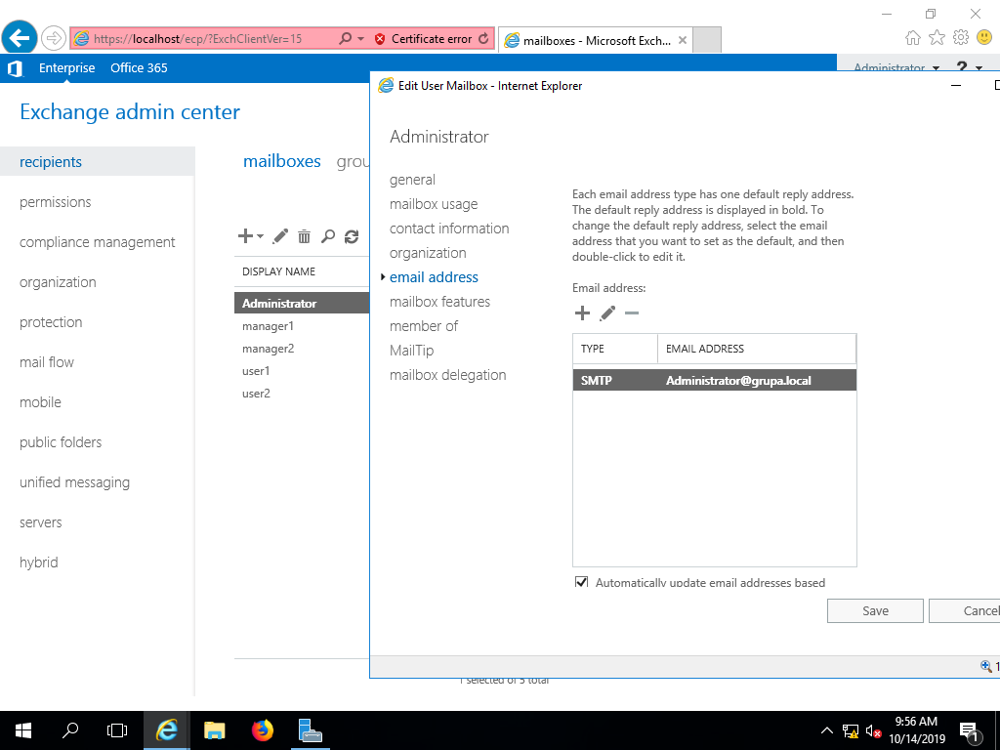 https://localhost/ecp/?ExchClientVer=15
Certificate error
mailboxes - Microsoft Exch...
Enterprise
Office 365
Administrator
?
Exchange admin center
recipients
permissions
compliance management
organization
protection
mail flow
mobile
public folders
unified messaging
servers
hybrid
mailboxes
grou
DISPLAY NAME
Administrator
manager1
manager2
user1
user2
1 selected of 5 total
Edit User Mailbox - Internet Explorer
Administrator
general
mailbox usage
contact information
organization
email address
mailbox features
member of
MailTip
mailbox delegation
Each email address type has one default reply address.
The default reply address is displayed in bold. To
change the default reply address, select the email
address that you want to set as the default, and then
double-click to edit it.
Email address:
TYPE
EMAIL ADDRESS
SMTP
Administrator@grupa.local
Automatically update email addresses based
Save
Cancel
1
9:56 AM
10/14/2019
1